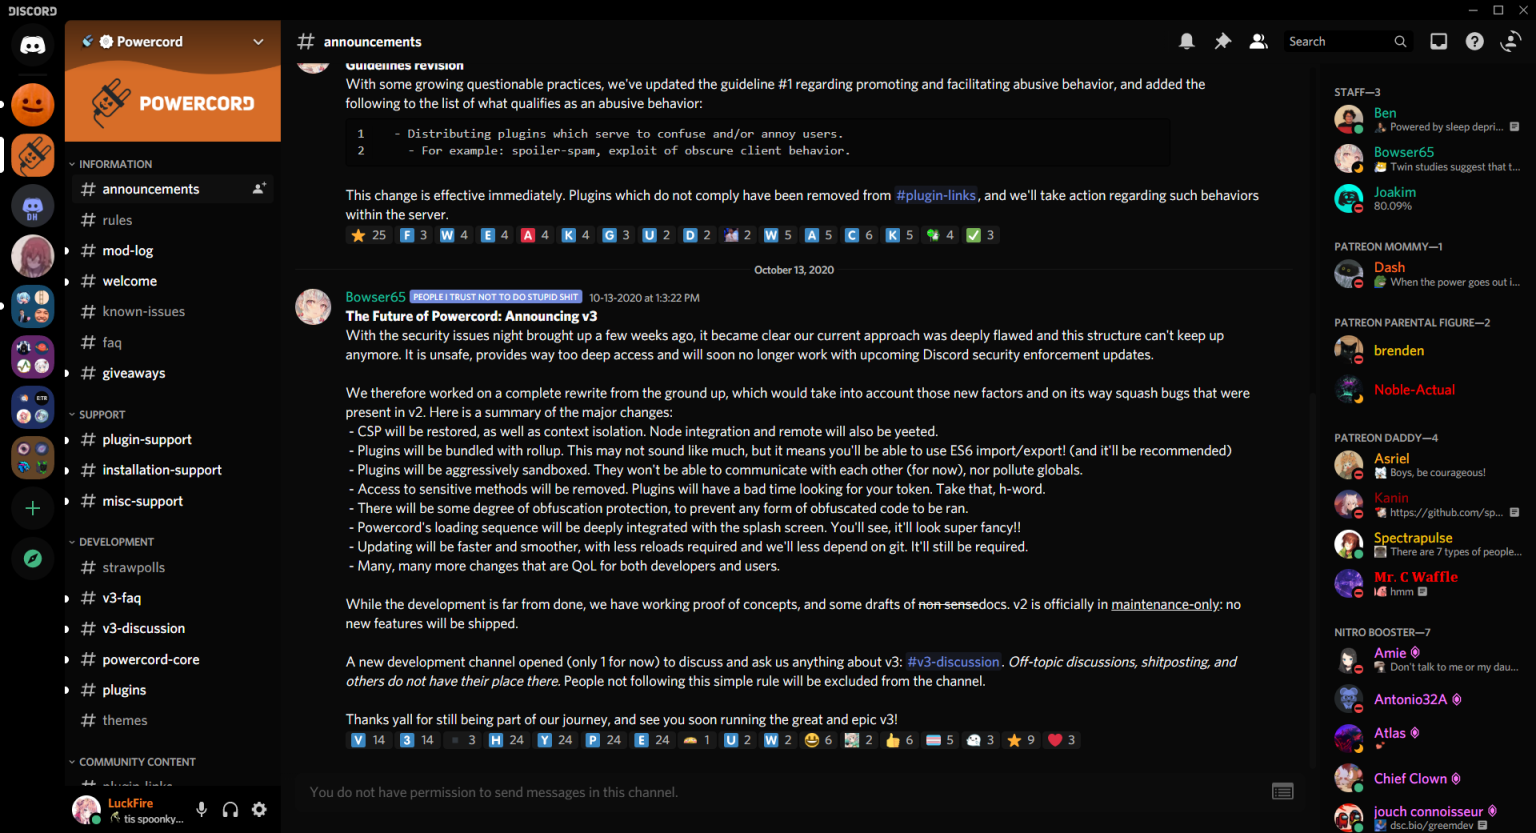 DISCORD
Powercord
POWERCORD
INFORMATION
announcements
rules
mod-log
welcome
known-issues
faq
giveaways
SUPPORT
plugin-support
installation-support
misc-support
DEVELOPMENT
strawpolls
v3-faq
v3-discussion
powercord-core
plugins
themes
COMMUNITY CONTENT
plugin-links
LuckFire
tis spoonky...
# announcements
Search
Guidelines revision
With some growing questionable practices, we've updated the guideline #1 regarding promoting and facilitating abusive behavior, and added the
following to the list of what qualifies as an abusive behavior:
1 - Distributing plugins which serve to confuse and/or annoy users.
2 - For example: spoiler-spam, exploit of obscure client behavior.
This change is effective immediately. Plugins which do not comply have been removed from #plugin-links, and we'll take action regarding such behaviors
within the server.
25 F 3 W 4 E 4 A 4 K 4 G 3 U 2 D 2 2 W 5 A 5 C 6 K 5 4 3
October 13, 2020
Bowser65 PEOPLE I TRUST NOT TO DO STUPID SHIT 10-13-2020 at 1:3:22 PM
The Future of Powercord: Announcing v3
With the security issues night brought up a few weeks ago, it became clear our current approach was deeply flawed and this structure can't keep up
anymore. It is unsafe, provides way too deep access and will soon no longer work with upcoming Discord security enforcement updates.
We therefore worked on a complete rewrite from the ground up, which would take into account those new factors and on its way squash bugs that were
present in v2. Here is a summary of the major changes:
- CSP will be restored, as well as context isolation. Node integration and remote will also be yeeted.
- Plugins will be bundled with rollup. This may not sound like much, but it means you'll be able to use ES6 import/export! (and it'll be recommended)
- Plugins will be aggressively sandboxed. They won't be able to communicate with each other (for now), nor pollute globals.
- Access to sensitive methods will be removed. Plugins will have a bad time looking for your token. Take that, h-word.
- There will be some degree of obfuscation protection, to prevent any form of obfuscated code to be ran.
- Powercord's loading sequence will be deeply integrated with the splash screen. You'll see, it'll look super fancy!!
- Updating will be faster and smoother, with less reloads required and we'll less depend on git. It'll still be required.
- Many, many more changes that are QoL for both developers and users.
While the development is far from done, we have working proof of concepts, and some drafts of non sensedocs. v2 is officially in maintenance-only: no
new features will be shipped.
A new development channel opened (only 1 for now) to discuss and ask us anything about v3: #v3-discussion. Off-topic discussions, shitposting, and
others do not have their place there. People not following this simple rule will be excluded from the channel.
Thanks yall for still being part of our journey, and see you soon running the great and epic v3!
V 14 3 14 3 H 24 Y 24 P 24 E 24 1 U 2 W 2 6 2 6 5 3 9 3
You do not have permission to send messages in this channel.
STAFF—3
Ben
Powered by sleep depri...
Bowser65
Twin studies suggest that t...
Joakim
80.09%
PATREON MOMMY—1
Dash
When the power goes out i...
PATREON PARENTAL FIGURE—2
brenden
Noble-Actual
PATREON DADDY—4
Asriel
Boys, be courageous!
Kanin
https://github.com/sp...
Spectrapulse
There are 7 types of people...
Mr. C Waffle
hmm
NITRO BOOSTER—7
Amie
Don't talk to me or my dau...
Antonio32A
Atlas
Chief Clown
jouch connoisseur
dsc.bio/greemdev